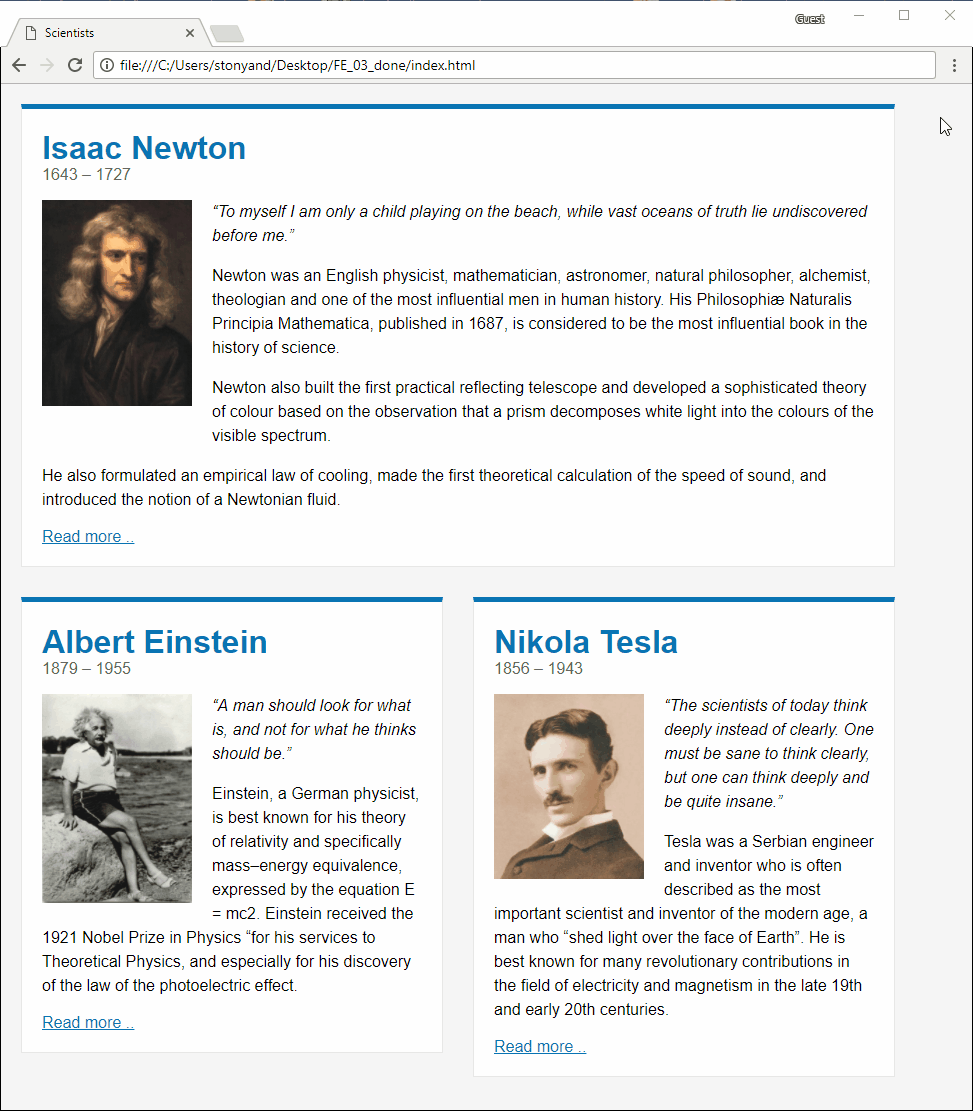 Guest
Scientists
file:///C:/Users/stonyand/Desktop/FE_03_done/index.html
Isaac Newton
1643 – 1727
“To myself I am only a child playing on the beach, while vast oceans of truth lie undiscovered
before me.”
Newton was an English physicist, mathematician, astronomer, natural philosopher, alchemist,
theologian and one of the most influential men in human history. His Philosophiæ Naturalis
Principia Mathematica, published in 1687, is considered to be the most influential book in the
history of science.
Newton also built the first practical reflecting telescope and developed a sophisticated theory
of colour based on the observation that a prism decomposes white light into the colours of the
visible spectrum.
He also formulated an empirical law of cooling, made the first theoretical calculation of the speed of sound, and
introduced the notion of a Newtonian fluid.
Read more ..
Albert Einstein
1879 – 1955
“A man should look for what
is, and not for what he thinks
should be.”
Einstein, a German physicist,
is best known for his theory
of relativity and specifically
mass–energy equivalence,
expressed by the equation E
= mc2. Einstein received the
1921 Nobel Prize in Physics “for his services to
Theoretical Physics, and especially for his discovery
of the law of the photoelectric effect.
Read more ..
Nikola Tesla
1856 – 1943
“The scientists of today think
deeply instead of clearly. One
must be sane to think clearly,
but one can think deeply and
be quite insane.”
Tesla was a Serbian engineer
and inventor who is often
described as the most
important scientist and inventor of the modern age, a
man who “shed light over the face of Earth”. He is
best known for many revolutionary contributions in
the field of electricity and magnetism in the late 19th
and early 20th centuries.
Read more ..